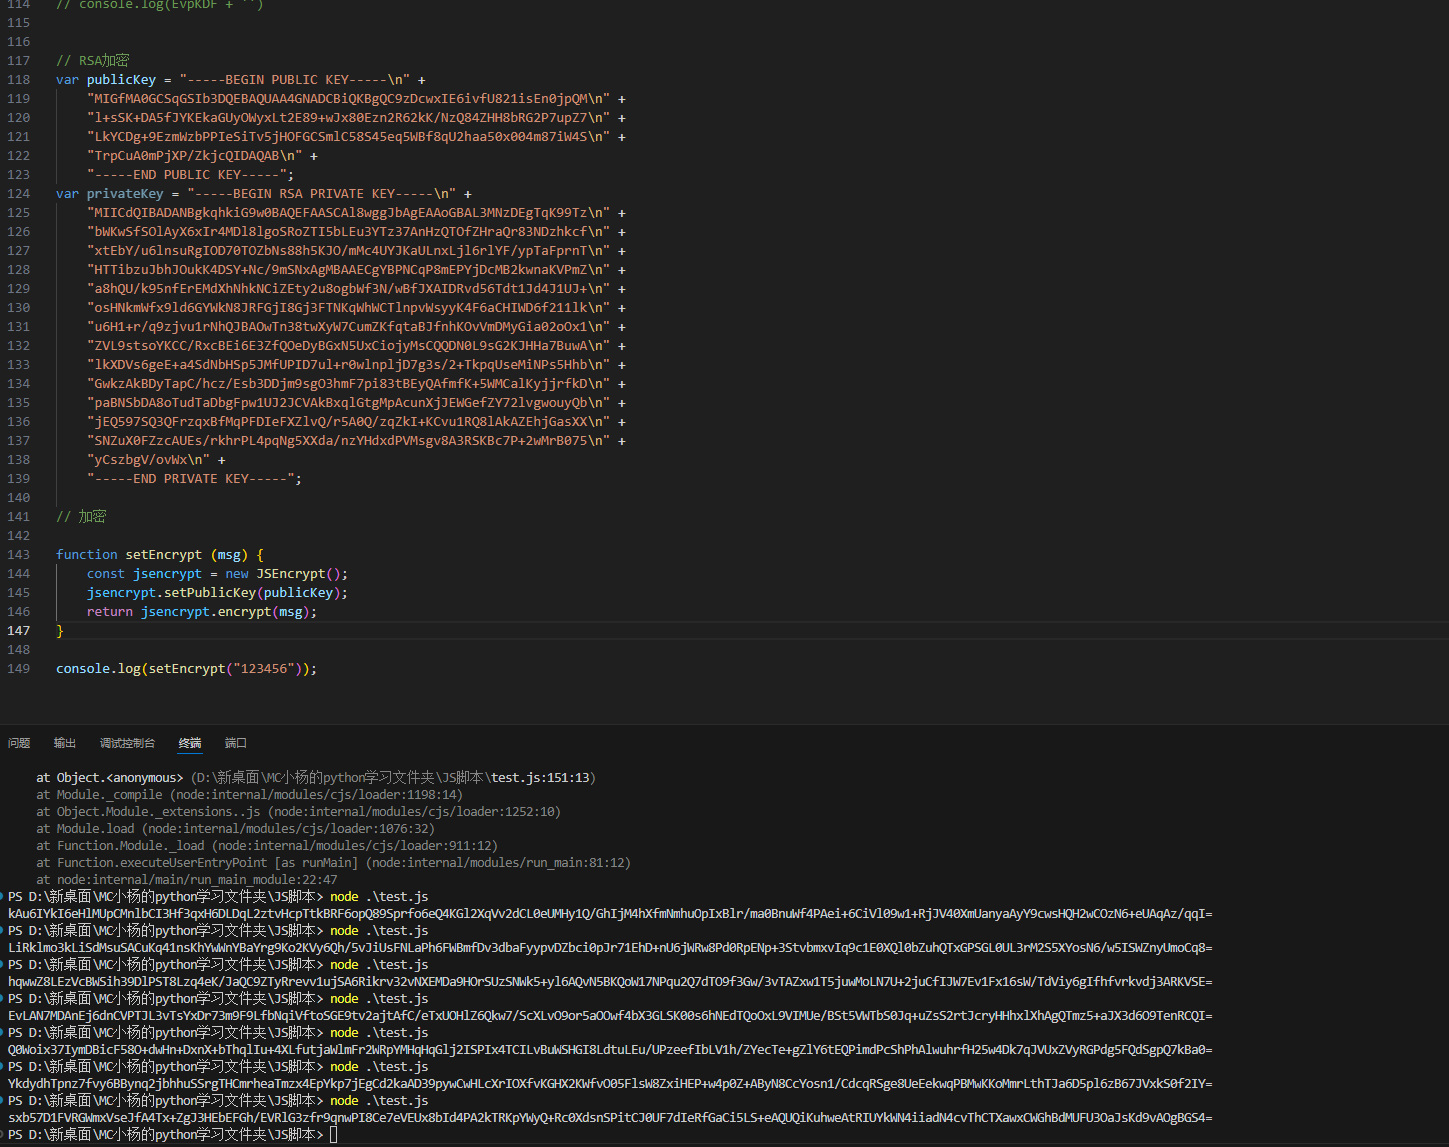 114 // console.log(EvpKDF + '')
115
116
117 // RSA加密
118 var publicKey = "-----BEGIN PUBLIC KEY-----\n" +
119 "MIGfMA0GCSqGSIb3DQEBAQUAA4GNADCBiQKBgQC9zDcwxIE6ivfU821isEn0jpQM\n" +
120 "l+sSK+DA5fJYKEkaGUyOWyxLt2E89+wJx80Ezn2R62kK/NzQ84ZHH8bRG2P7upZ7\n" +
121 "LkYCDg+9EzmWzbPPIeSiTv5jHOFGCSmlC58S45eq5WBf8qU2haa50x004m87iW4S\n" +
122 "TrpCuA0mPjXP/ZkjcQIDAQAB\n" +
123 "-----END PUBLIC KEY-----";
124 var privateKey = "-----BEGIN RSA PRIVATE KEY-----\n" +
125 "MIICdQIBADANBgkqhkiG9w0BAQEFAASCAl8wggJbAgEAAoGBAL3MNzDEgTqK99Tz\n" +
126 "bWKwSfSOlAyX6xIr4MDl8lgoSRoZTI5bLEu3YTz37AnHzQTOfZHraQr83NDzhkcf\n" +
127 "xtEbY/u6lnsuRgIOD70TOZbNs88h5KJO/mMc4UYJKaULnxLjl6rlYF/ypTaFprnT\n" +
128 "HTTibzuJbhJOukK4DSY+Nc/9mSNxAgMBAAECgYBPNCqP8mEPYjDcMB2kwnaKVPmZ\n" +
129 "a8hQU/k95nfErEMdXhNhkNCiZEty2u8ogbWf3N/wBfJXAIDRvd56Tdt1Jd4J1UJ+\n" +
130 "osHNkmWfx9ld6GYWkN8JRFGjI8Gj3FTNKqWhWCTlnpvWsyyK4F6aCHIWD6f211lk\n" +
131 "u6H1+r/q9zjvu1rNhQJBAOwTn38twXyW7CumZKfqtaBJfnhKOvVmDMyGia02oOx1\n" +
132 "ZVL9stsoYKCC/RxcBEi6E3ZfQOeDyBGxN5UxCiojyMsCQQDN0L9sG2KJHHa7BuwA\n" +
133 "lkXDVs6geE+a4SdNbHSp5JMfUPID7ul+r0wlnpljD7g3s/2+TkpqUseMiNPs5Hhb\n" +
134 "GwkzAkBDyTapC/hcz/Esb3DDjm9sgO3hmF7pi83tBEyQAfmfK+5WMCalKyjjrfkD\n" +
135 "paBNSbDA8oTudTaDbgFpw1UJ2JCVAkBxqlGtgMpAcunXjJEWGefZY72lvgwouyQb\n" +
136 "jEQ597SQ3QFrzqxBfMqPFDIeFXZlvQ/r5A0Q/zqZkI+KCvu1RQ8lAkAZEhjGasXX\n" +
137 "SNZuX0FZzcAUEs/rkhrPL4pqNg5XXda/nzYHdxdPVMsgv8A3RSKBc7P+2wMrB075\n" +
138 "yCszbgV/ovWx\n" +
139 "-----END PRIVATE KEY-----";
140
141 // 加密
142
143 function setEncrypt (msg) {
144 const jsencrypt = new JSEncrypt();
145 jsencrypt.setPublicKey(publicKey);
146 return jsencrypt.encrypt(msg);
147 }
148
149 console.log(setEncrypt("123456"));
问题 输出 调试控制台 终端 端口
at Object.<anonymous> (D:\新桌面\MC小杨的python学习文件夹\JS脚本\test.js:151:13)
at Module._compile (node:internal/modules/cjs/loader:1198:14)
at Object.Module._extensions..js (node:internal/modules/cjs/loader:1252:10)
at Module.load (node:internal/modules/cjs/loader:1076:32)
at Function.Module._load (node:internal/modules/cjs/loader:911:12)
at Function.executeUserEntryPoint [as runMain] (node:internal/modules/run_main:81:12)
at node:internal/main/run_main_module:22:47
PS D:\新桌面\MC小杨的python学习文件夹\JS脚本> node .\test.js
kAu6IYkI6eHlMUpCMnlbCI3Hf3qxH6DLDqL2ztvHcpTtkBRF6opQ89Sprfo6eQ4KGl2XqVv2dCL0eUMHy1Q/GhIjM4hXfmNmhuOpIxBlr/ma0BnuWf4PAei+6CiVl09w1+RjJV40XmUanyaAyY9cwsHQH2wCOzN6+eUAqAz/qqI=
PS D:\新桌面\MC小杨的python学习文件夹\JS脚本> node .\test.js
LiRklmo3kLiSdMsuSACuKq41nsKhYwWnYBaYrg9Ko2KVy6Qh/5vJiUsFNLaPh6FWBmfDv3dbaFyypvDZbci0pJr71EhD+nU6jWRw8Pd0RpENp+3StvbmxvIq9c1E0XQl0bZuhQTxGPSGL0UL3rM2S5XYosN6/w5ISWZnyUmoCq8=
PS D:\新桌面\MC小杨的python学习文件夹\JS脚本> node .\test.js
hqwwZ8LEzVcBWSih39DlPST8Lzq4eK/JaQC9ZTyRrevv1ujSA6Rikrv32vNXEMDa9HOrSUzSNWk5+yl6AQvN5BKQoW17NPqu2Q7dTO9f3Gw/3vTAZxw1T5juwMoLN7U+2juCfIJW7Ev1Fx16sW/TdViy6gIfhfvrkvdj3ARKVSE=
PS D:\新桌面\MC小杨的python学习文件夹\JS脚本> node .\test.js
EvLAN7MDAnEj6dnCVPTJL3vTsYxDr73m9F9LfbNqiVftoSGE9tv2ajtAfC/eTxUOHlZ6Qkw7/ScXLvO9or5aOOwf4bX3GLSK00s6hNEdTQoOxL9VIMUe/BSt5VWTbS0Jq+uZsS2rtJcryHHhxlXhAgQTmz5+aJX3d6O9TenRCQI=
PS D:\新桌面\MC小杨的python学习文件夹\JS脚本> node .\test.js
Q0Woix37IymDBicF58O+dwHn+DxnX+bThqlIu+4XLfutjaWlmFr2WRpYMHqHqGlj2ISPIx4TCILvBuWSHGI8LdtuLEu/UPzeefIbLV1h/ZYecTe+gZlY6tEQPimdPcShPhAlwuhrfH25w4Dk7qJVUxZVyRGPdg5FQdSgpQ7kBa0=
PS D:\新桌面\MC小杨的python学习文件夹\JS脚本> node .\test.js
YkdydhTpnz7fvy6BBynq2jbhhuSSrgTHCmrheaTmzx4EpYkp7jEgCd2kaAD39pywCwHLcXrIOXfvKGHX2KWfvO05FlsW8ZxiHEP+w4p0Z+AByN8CcYosn1/CdcqRSge8UeEekwqPBMwKKoMmrLthTJa6D5pl6zB67JVxkS0f2IY=
PS D:\新桌面\MC小杨的python学习文件夹\JS脚本> node .\test.js
sxb57D1FVRGWmxVseJfA4Tx+ZgJ3HEbEFGh/EVRlG3zfr9qnwPI8Ce7eVEUx8bId4PA2kTRKpYWyQ+Rc0XdsnSPitCJ0UF7dIeRfGaCi5LS+eAQUQiKuhweAtRIUYkWN4iiadN4cvThCTXawxCWGhBdMUFU3OaJsKd9vAOgBGS4=
PS D:\新桌面\MC小杨的python学习文件夹\JS脚本>